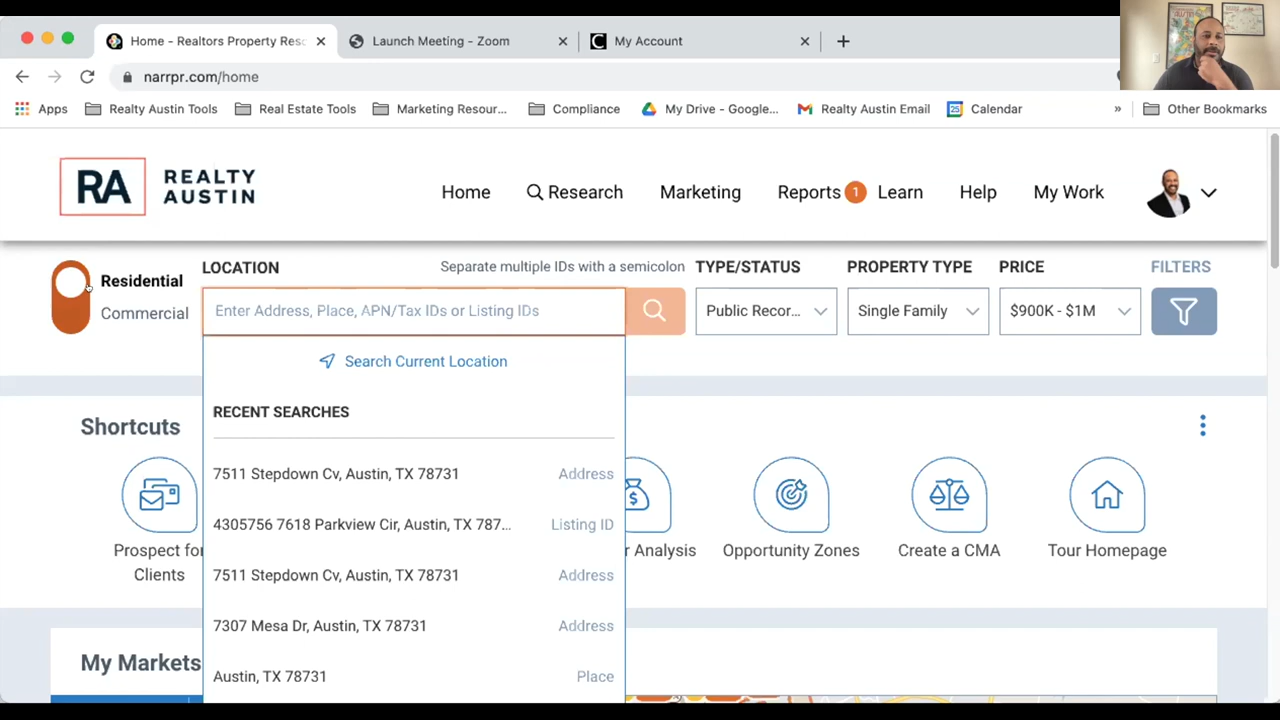 Home - Realtors Property Resc
Launch Meeting - Zoom
My Account
narrpr.com/home
Apps
Realty Austin Tools
Real Estate Tools
Marketing Resour...
Compliance
My Drive - Google...
Realty Austin Email
Calendar
»
Other Bookmarks
AUSTIN
RA
REALTY
AUSTIN
Home
Research
Marketing
Reports 1
Learn
Help
My Work
Residential
Commercial
LOCATION
Separate multiple IDs with a semicolon
TYPE/STATUS
PROPERTY TYPE
PRICE
FILTERS
Enter Address, Place, APN/Tax IDs or Listing IDs
Public Recor...
Single Family
$900K - $1M
Search Current Location
RECENT SEARCHES
7511 Stepdown Cv, Austin, TX 78731 Address
4305756 7618 Parkview Cir, Austin, TX 787... Listing ID
7511 Stepdown Cv, Austin, TX 78731 Address
7307 Mesa Dr, Austin, TX 78731 Address
Austin, TX 78731 Place
Shortcuts
Prospect for
Clients
r Analysis
Opportunity Zones
Create a CMA
Tour Homepage
My Markets